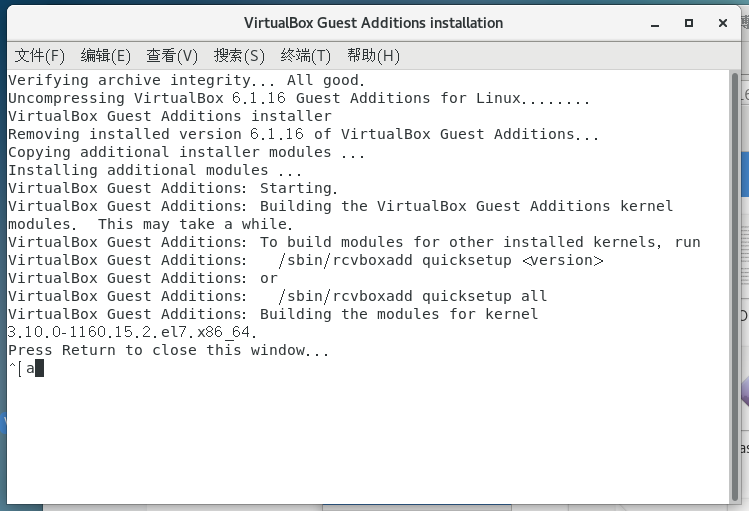 VirtualBox Guest Additions installation
文件(F) 编辑(E) 查看(V) 搜索(S) 终端(T) 帮助(H)
Verifying archive integrity... All good.
Uncompressing VirtualBox 6.1.16 Guest Additions for Linux........
VirtualBox Guest Additions installer
Removing installed version 6.1.16 of VirtualBox Guest Additions...
Copying additional installer modules ...
Installing additional modules ...
VirtualBox Guest Additions: Starting.
VirtualBox Guest Additions: Building the VirtualBox Guest Additions kernel
modules.  This may take a while.
VirtualBox Guest Additions: To build modules for other installed kernels, run
VirtualBox Guest Additions:   /sbin/rcvboxadd quicksetup <version>
VirtualBox Guest Additions: or
VirtualBox Guest Additions:   /sbin/rcvboxadd quicksetup all
VirtualBox Guest Additions: Building the modules for kernel
3.10.0-1160.15.2.el7.x86_64.
Press Return to close this window...
^[a